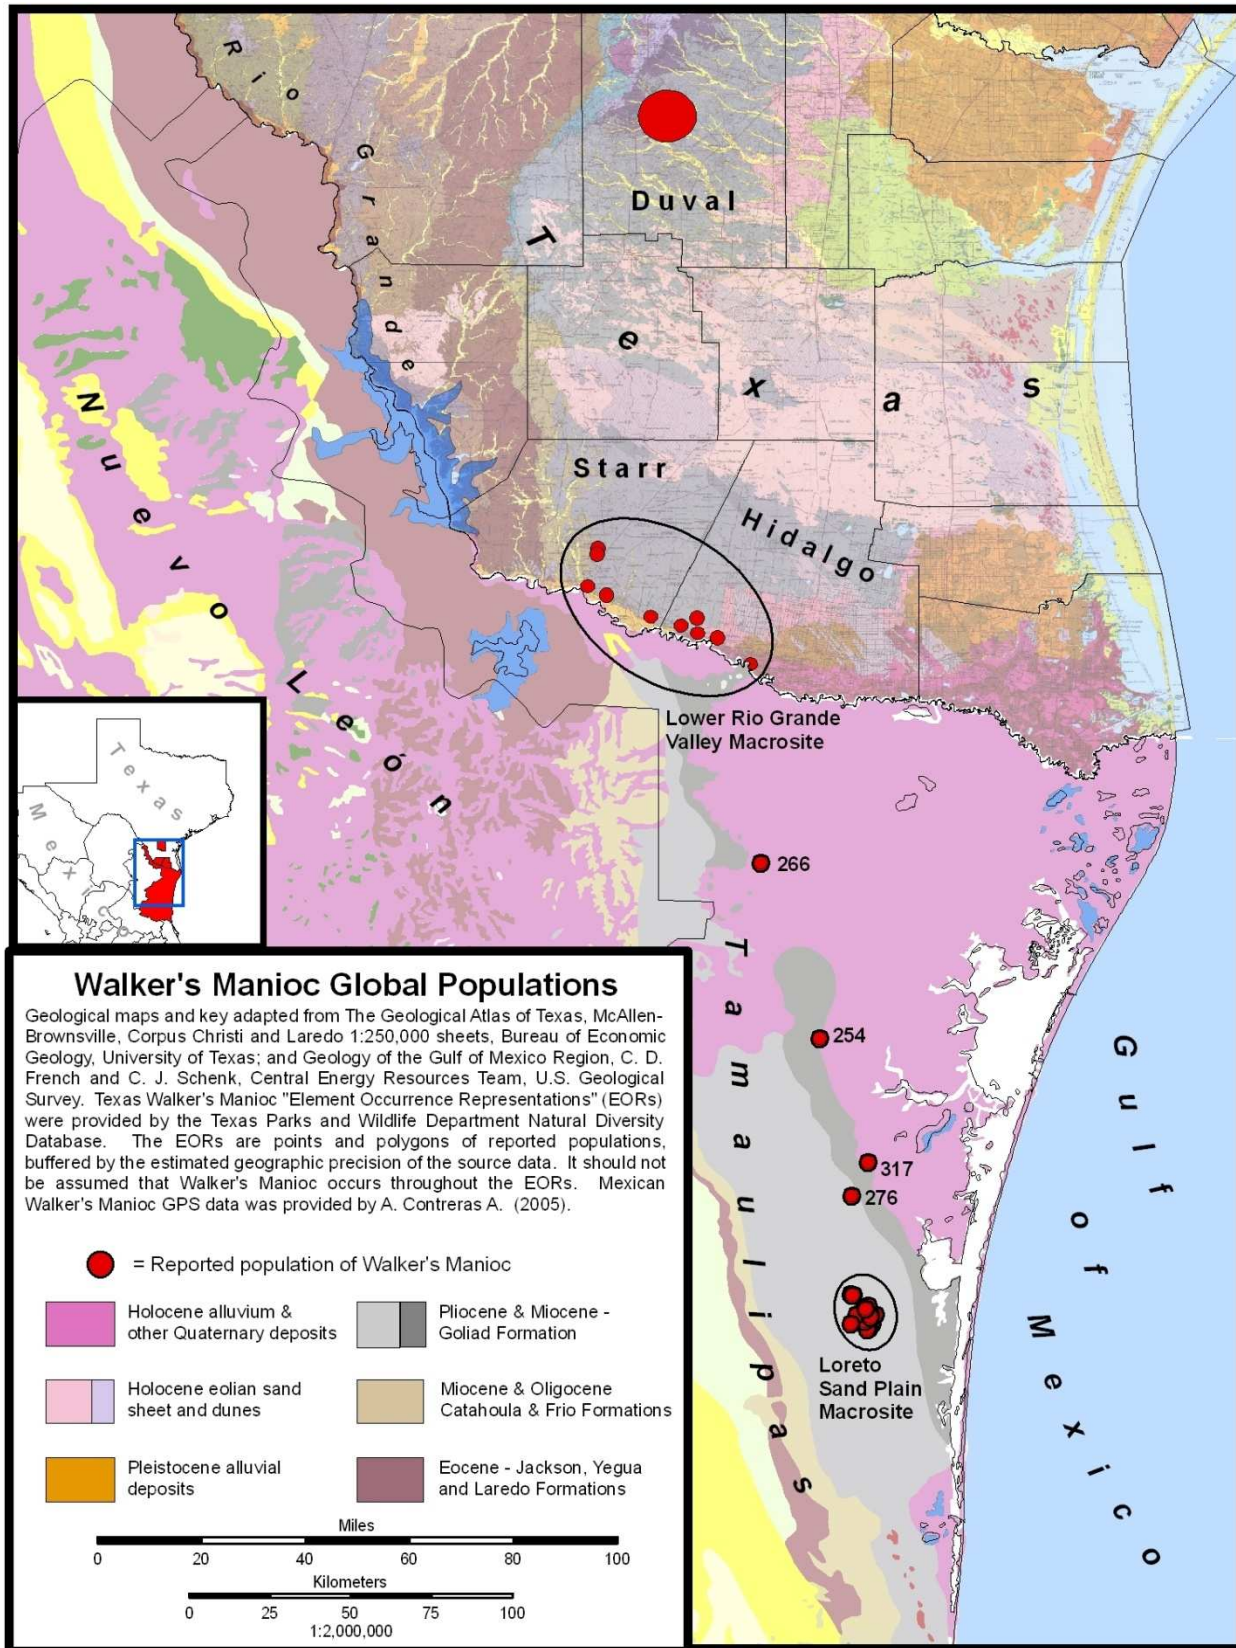 Rio
Grande
Duval
Texas
Nuevo
León
Starr
Hidalgo
Lower Rio Grande
Valley Macrosite
Texas
Mexico
266
Tamaulipas
254
317
276
Loreto
Sand Plain
Macrosite
Gulf
of
Mexico
Walker's Manioc Global Populations
Geological maps and key adapted from The Geological Atlas of Texas, McAllen-
Brownsville, Corpus Christi and Laredo 1:250,000 sheets, Bureau of Economic
Geology, University of Texas; and Geology of the Gulf of Mexico Region, C. D.
French and C. J. Schenk, Central Energy Resources Team, U.S. Geological
Survey. Texas Walker's Manioc "Element Occurrence Representations" (EORs)
were provided by the Texas Parks and Wildlife Department Natural Diversity
Database. The EORs are points and polygons of reported populations,
buffered by the estimated geographic precision of the source data. It should not
be assumed that Walker's Manioc occurs throughout the EORs. Mexican
Walker's Manioc GPS data was provided by A. Contreras A. (2005).
= Reported population of Walker's Manioc
Holocene alluvium &
other Quaternary deposits
Pliocene & Miocene -
Goliad Formation
Holocene eolian sand
sheet and dunes
Miocene & Oligocene
Catahoula & Frio Formations
Pleistocene alluvial
deposits
Eocene - Jackson, Yegua
and Laredo Formations
Miles
0 20 40 60 80 100
Kilometers
0 25 50 75 100
1:2,000,000